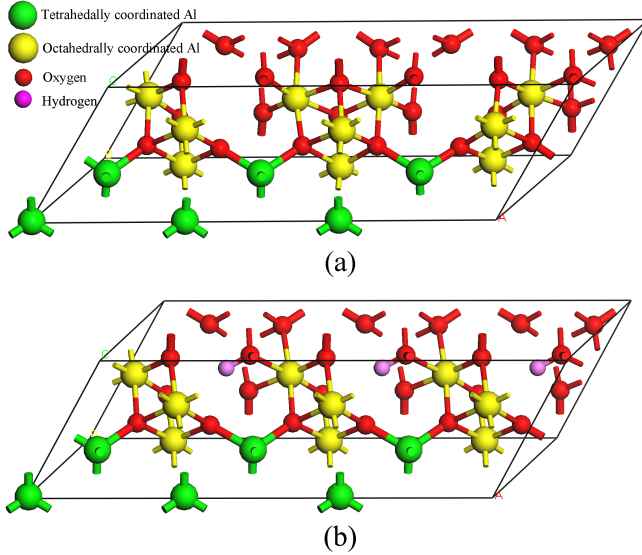 Tetrahedally coordinated Al
Octahedrally coordinated Al
Oxygen
Hydrogen
C
A
(a)
C
A
(b)